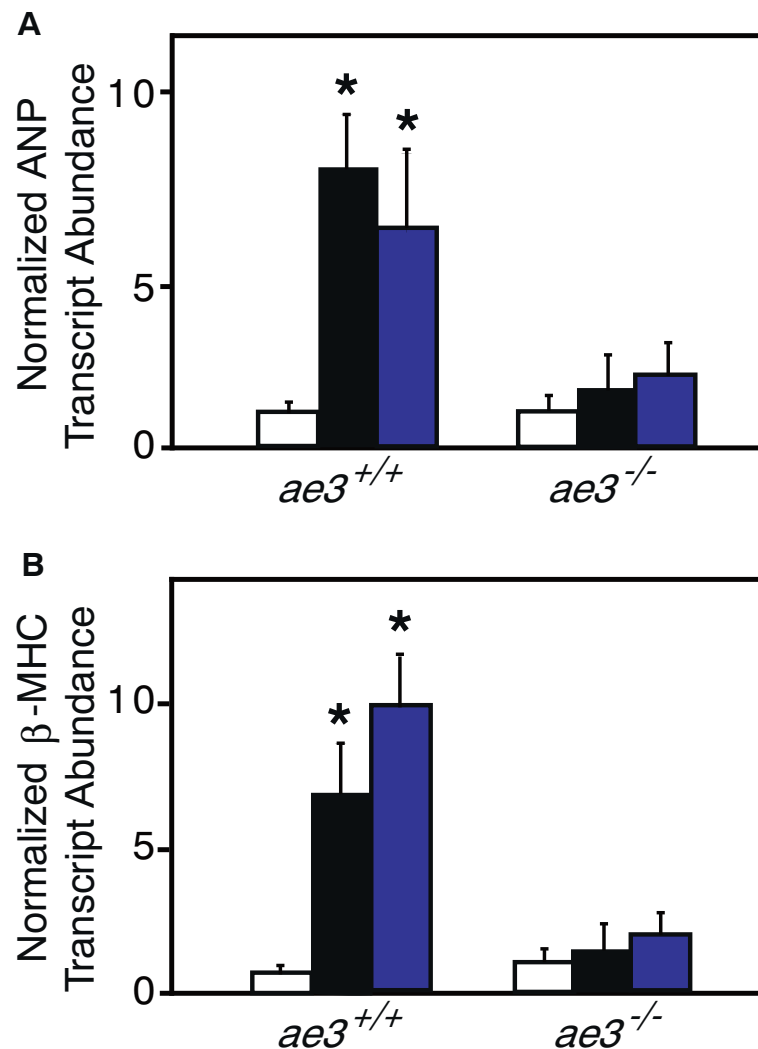 A
Normalized ANP
Transcript Abundance
10
5
0
*
*
ae3+/+
ae3-/-
B
Normalized β-MHC
Transcript Abundance
10
5
0
*
*
ae3+/+
ae3-/-